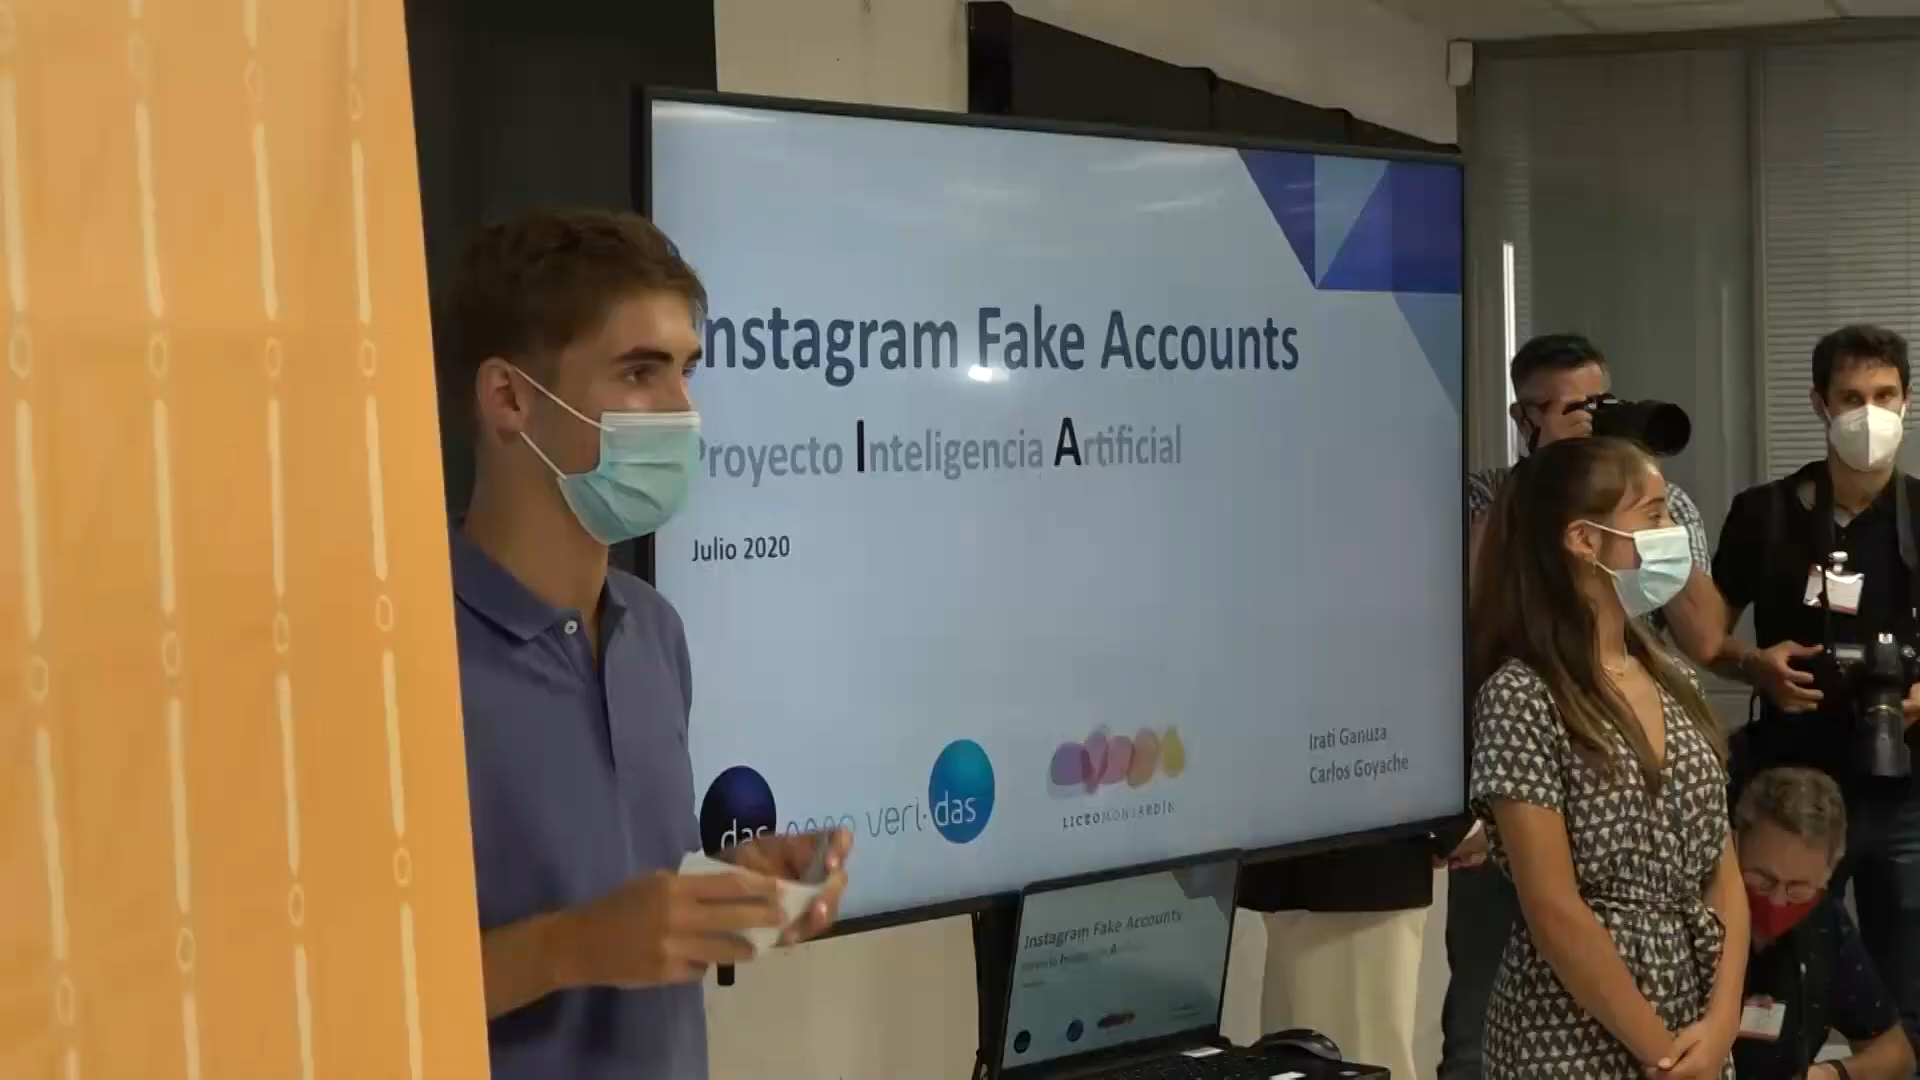 Instagram Fake Accounts
Proyecto Inteligencia Artificial
Julio 2020
Irati Ganuza
Carlos Goyache
das
veri·das
LICEO MONJARDÍN
Instagram Fake Accounts